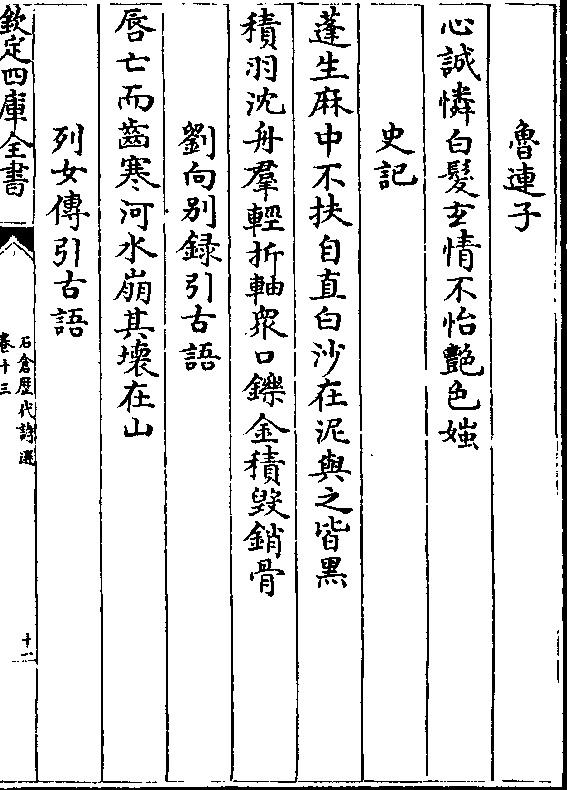 魯連子
心誠憐白髮玄情不怡艷色媸
史記
蓬生麻中不扶自直白沙在泥與之皆黑
積羽沈舟羣輕折軸衆口鑠金積毀銷骨
劉向别録引古語
唇亡而齒寒河水崩其壞在山
列女傳引古語
欽定四庫全書
石倉歴代詩選
卷十三
十一